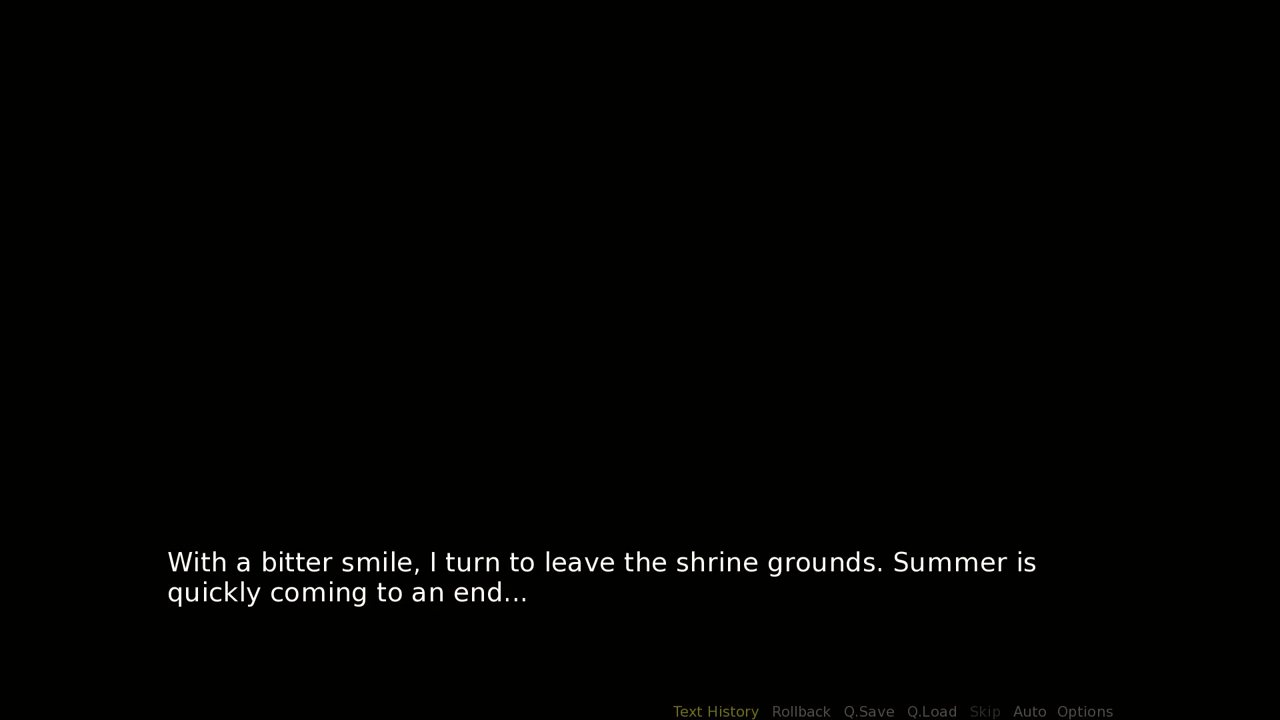 With a bitter smile, I turn to leave the shrine grounds. Summer is
quickly coming to an end...
Text History Rollback Q.Save Q.Load Skip Auto Options